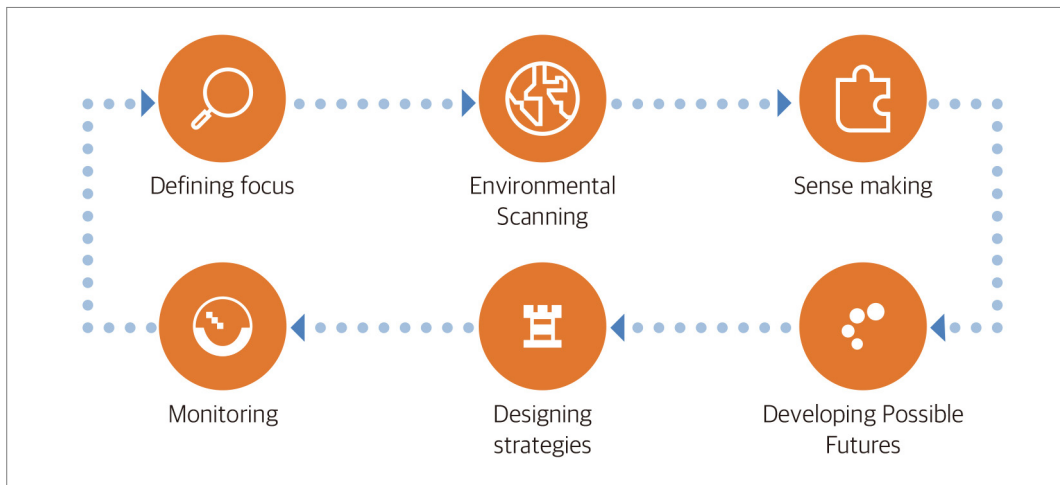 Defining focus
Environmental
Scanning
Sense making
Monitoring
Designing
strategies
Developing Possible
Futures